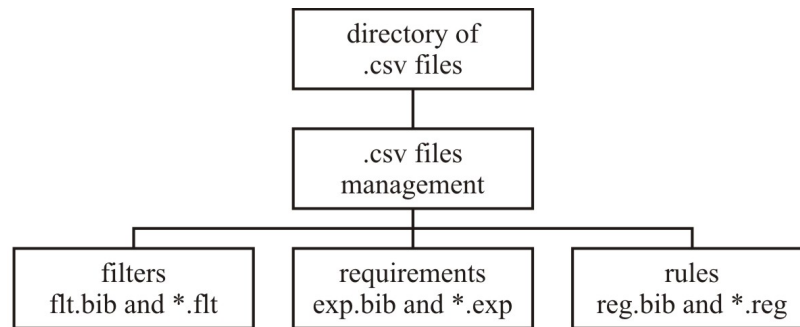 directory of
.csv files
.csv files
management
filters
flt.bib and *.flt
requirements
exp.bib and *.exp
rules
reg.bib and *.reg